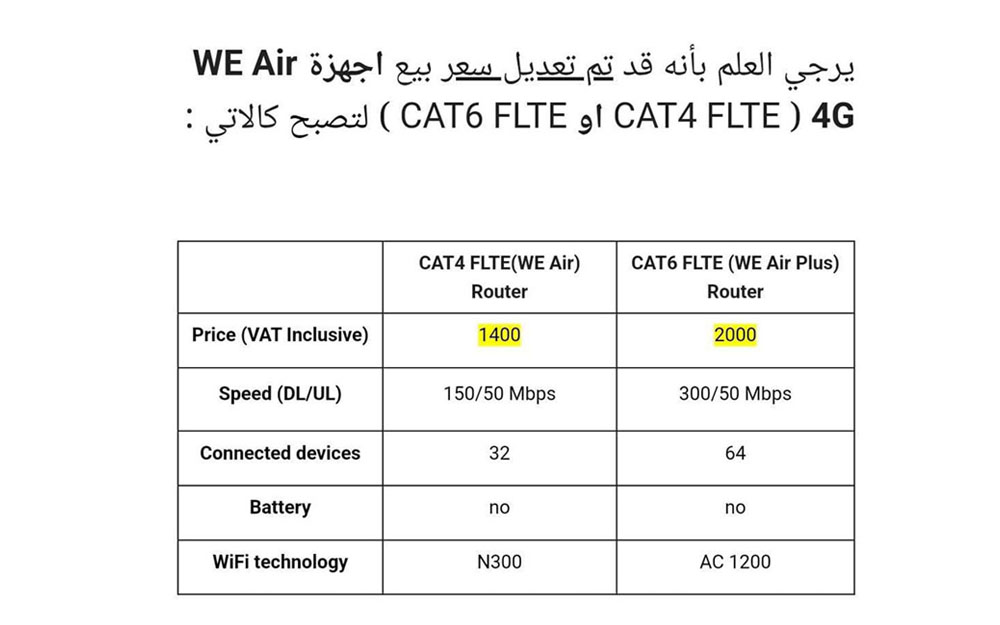 يرجي العلم بأنه قد تم تعديل سعر بيع اجهزة WE Air
4G ( CAT4 FLTE او CAT6 FLTE ) لتصبح كالاتي :
CAT4 FLTE(WE Air) CAT6 FLTE (WE Air Plus)
Router Router
Price (VAT Inclusive) 1400 2000
Speed (DL/UL) 150/50 Mbps 300/50 Mbps
Connected devices 32 64
Battery no no
WiFi technology N300 AC 1200